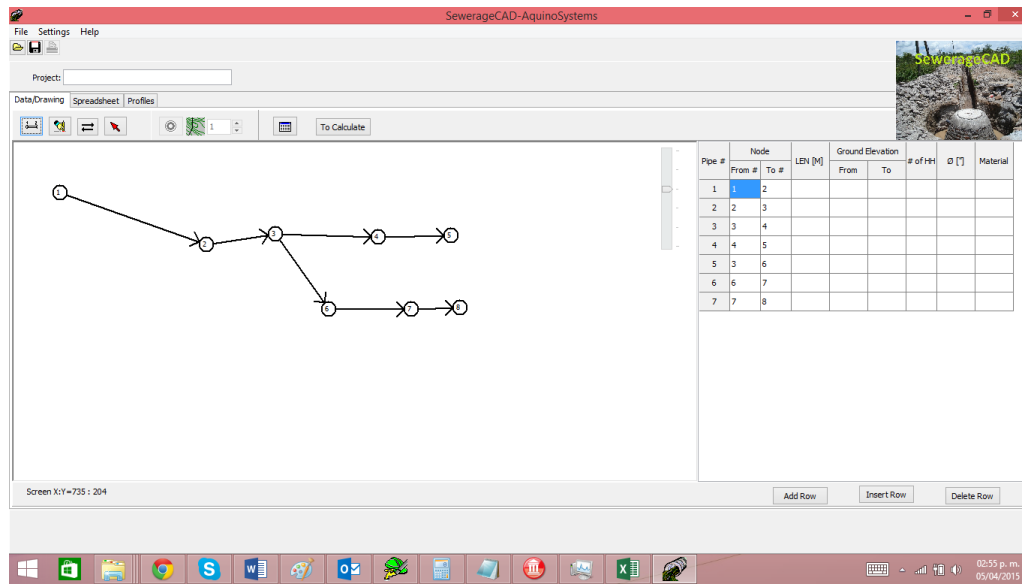 SewerageCAD-AquinoSystems
File Settings Help
SewerageCAD
Project:
Data/Drawing Spreadsheet Profiles
1 To Calculate
Pipe # Node LEN [M] Ground Elevation # of HH Ø ["] Material
From # To # From To
1 1 2
2 2 3
3 3 4
4 4 5
5 3 6
6 6 7
7 7 8
1
2
3
4
5
6
7
8
Screen X:Y=735 : 204
Add Row Insert Row Delete Row
02:55 p. m.
05/04/2015